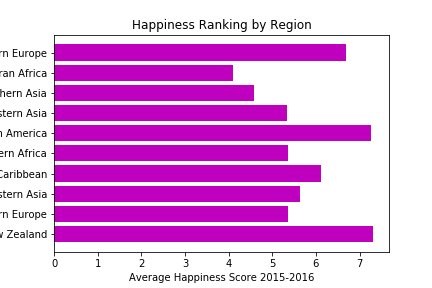 Happiness Ranking by Region
rn Europe
ran Africa
hern Asia
stern Asia
n America
ern Africa
Caribbean
stern Asia
rn Europe
w Zealand
0 1 2 3 4 5 6 7
Average Happiness Score 2015-2016